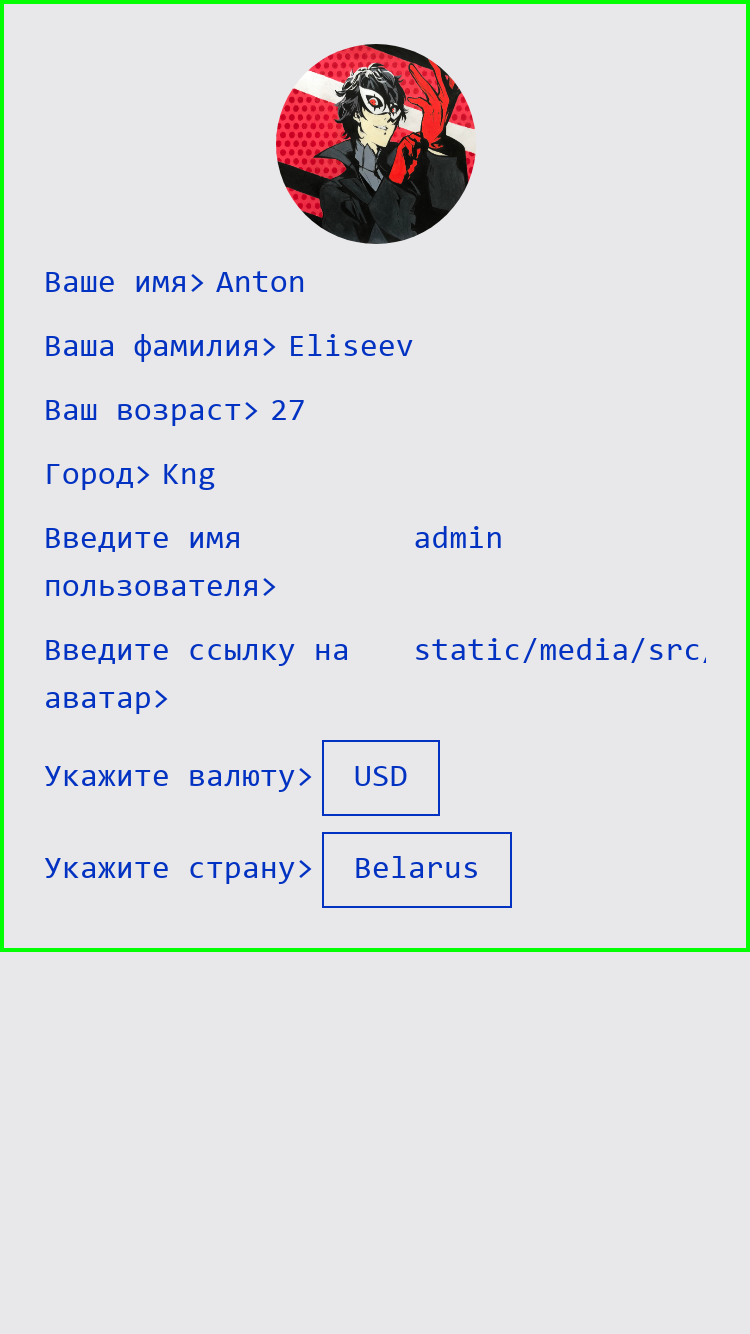 Ваше имя> Anton
Ваша фамилия> Eliseev
Ваш возраст> 27
Город> Kng
Введите имя admin
пользователя>
Введите ссылку на static/media/src/
аватар>
Укажите валюту> USD
Укажите страну> Belarus